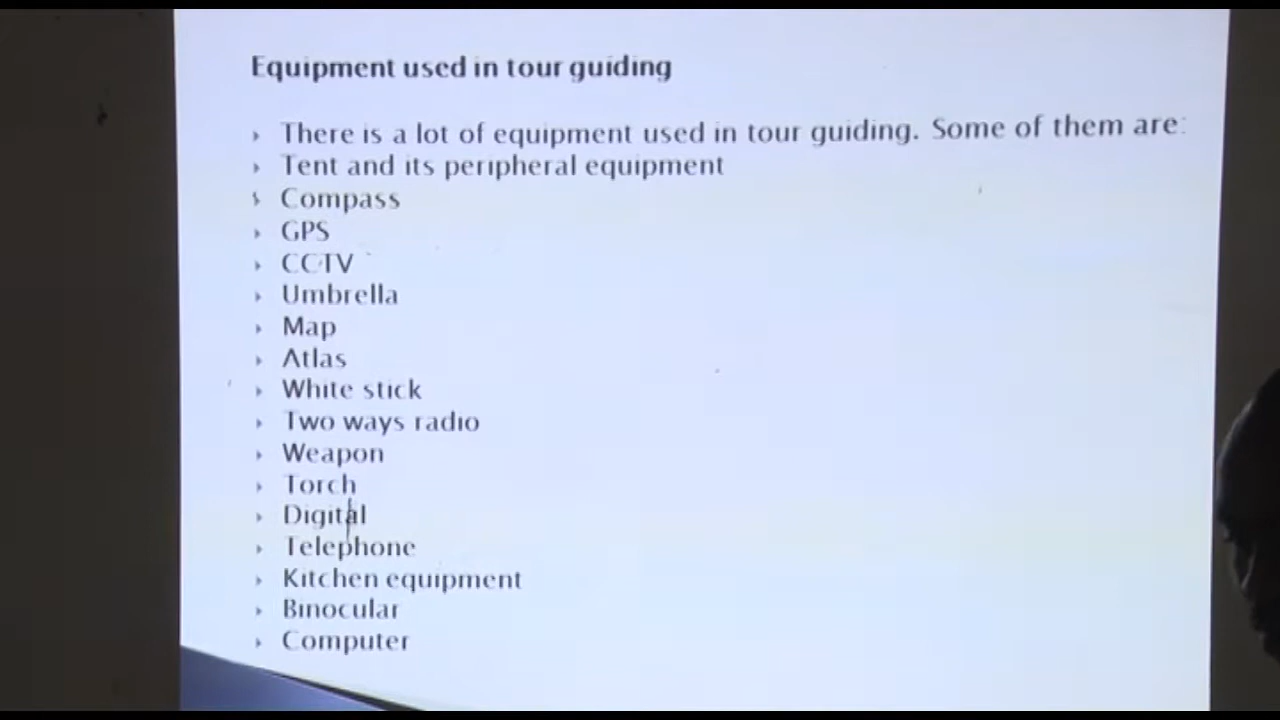 Equipment used in tour guiding
There is a lot of equipment used in tour guiding. Some of them are:
Tent and its peripheral equipment
Compass
GPS
CCTV
Umbrella
Map
Atlas
White stick
Two ways radio
Weapon
Torch
Digital
Telephone
Kitchen equipment
Binocular
Computer